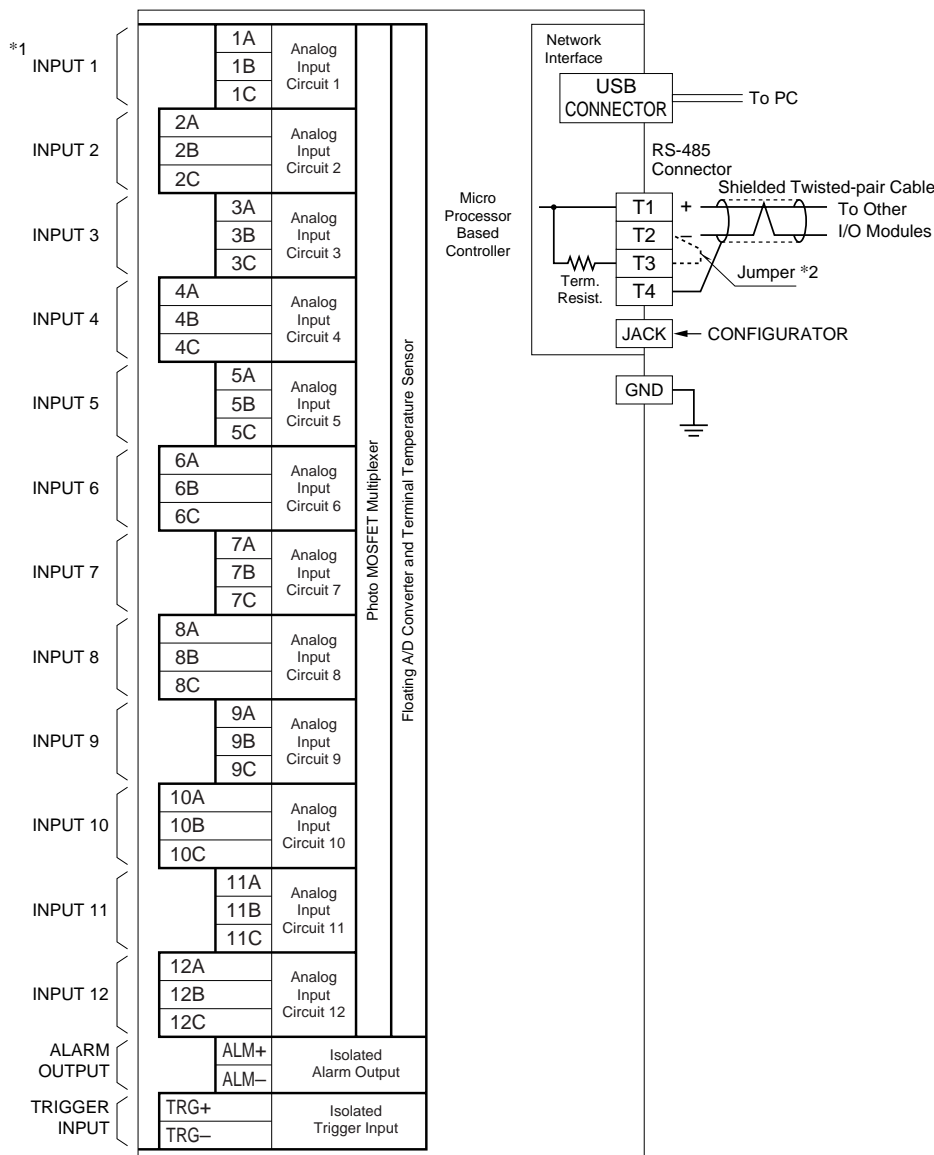 *1
INPUT 1
1A
1B
1C
Analog
Input
Circuit 1
INPUT 2
2A
2B
2C
Analog
Input
Circuit 2
INPUT 3
3A
3B
3C
Analog
Input
Circuit 3
INPUT 4
4A
4B
4C
Analog
Input
Circuit 4
INPUT 5
5A
5B
5C
Analog
Input
Circuit 5
INPUT 6
6A
6B
6C
Analog
Input
Circuit 6
INPUT 7
7A
7B
7C
Analog
Input
Circuit 7
INPUT 8
8A
8B
8C
Analog
Input
Circuit 8
INPUT 9
9A
9B
9C
Analog
Input
Circuit 9
INPUT 10
10A
10B
10C
Analog
Input
Circuit 10
INPUT 11
11A
11B
11C
Analog
Input
Circuit 11
INPUT 12
12A
12B
12C
Analog
Input
Circuit 12
ALARM
OUTPUT
ALM+
ALM–
Isolated
Alarm Output
TRIGGER
INPUT
TRG+
TRG–
Isolated
Trigger Input
Photo MOSFET Multiplexer
Floating A/D Converter and Terminal Temperature Sensor
Micro
Processor
Based
Controller
Network
Interface
USB
CONNECTOR
To PC
RS-485
Connector
Shielded Twisted-pair Cable
T1
+
To Other
T2
–
I/O Modules
T3
Term.
Resist.
Jumper *2
T4
JACK
CONFIGURATOR
GND